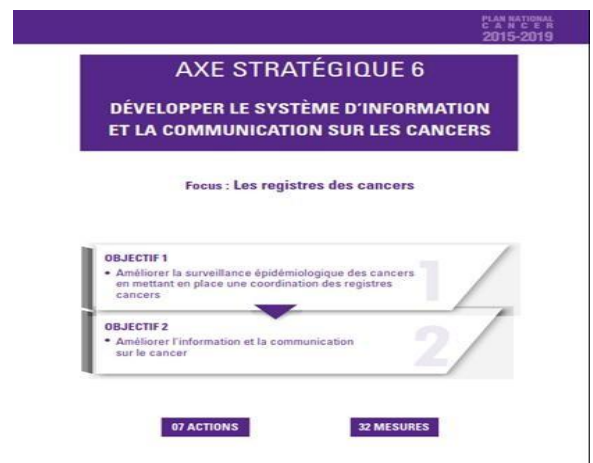 PLAN NATIONAL
CANCER
2015-2019
AXE STRATÉGIQUE 6
DÉVELOPPER LE SYSTÈME D'INFORMATION
ET LA COMMUNICATION SUR LES CANCERS
Focus : Les registres des cancers
OBJECTIF 1
• Améliorer la surveillance épidémiologique des cancers
en mettant en place une coordination des registres
cancers
1
OBJECTIF 2
• Améliorer l'information et la communication
sur le cancer
2
07 ACTIONS
32 MESURES